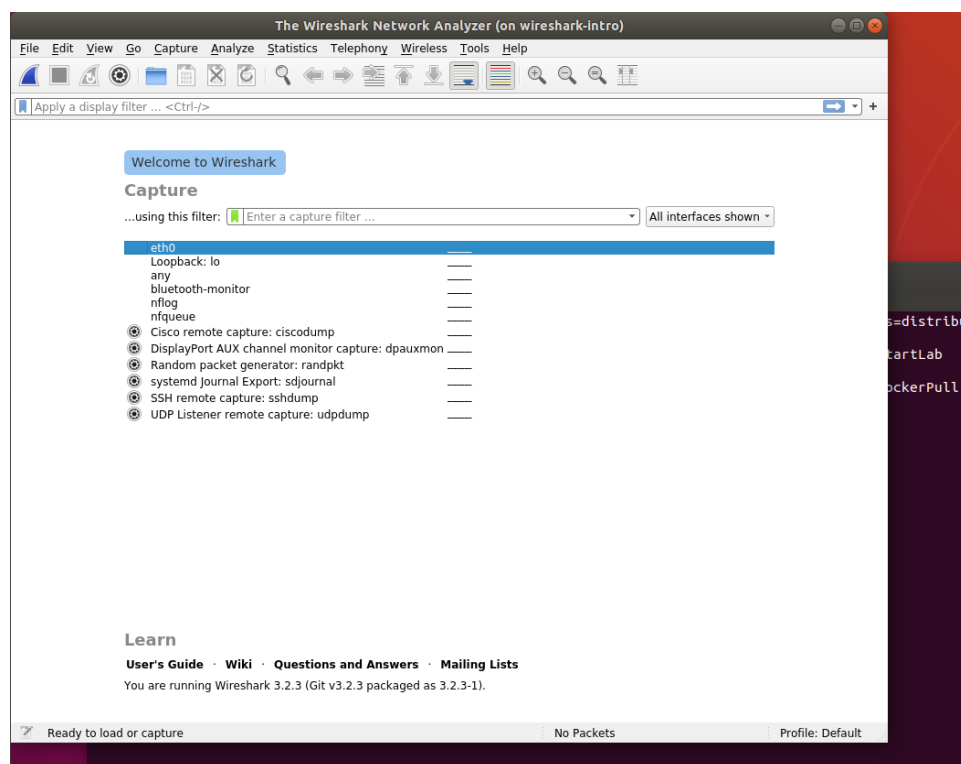 The Wireshark Network Analyzer (on wireshark-intro)
File Edit View Go Capture Analyze Statistics Telephony Wireless Tools Help
Apply a display filter ... <Ctrl-/>
+
Welcome to Wireshark
Capture
...using this filter: Enter a capture filter ... All interfaces shown
eth0
Loopback: lo
any
bluetooth-monitor
nflog
nfqueue
Cisco remote capture: ciscodump
DisplayPort AUX channel monitor capture: dpauxmon
Random packet generator: randpkt
systemd Journal Export: sdjournal
SSH remote capture: sshdump
UDP Listener remote capture: udpdump
s=distrib
tartLab
ockerPull
Learn
User's Guide · Wiki · Questions and Answers · Mailing Lists
You are running Wireshark 3.2.3 (Git v3.2.3 packaged as 3.2.3-1).
Ready to load or capture No Packets Profile: Default